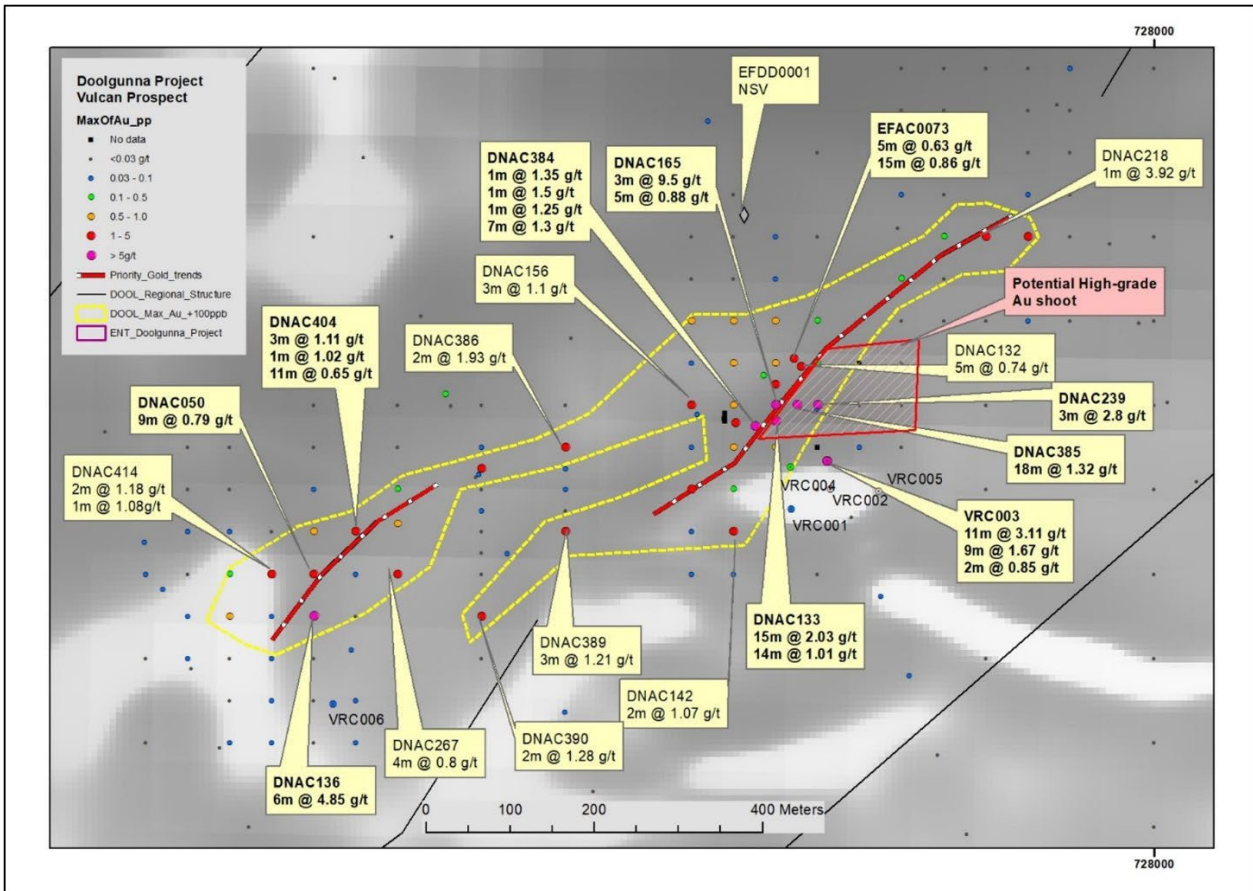 728000
Doolgunna Project
Vulcan Prospect
MaxOfAu_pp
No data
<0.03 g/t
0.03 - 0.1
0.1 - 0.5
0.5 - 1.0
1 - 5
> 5g/t
Priority_Gold_trends
DOOL_Regional_Structure
DOOL_Max_Au_+100ppb
ENT_Doolgunna_Project
EFDD0001
NSV
EFAC0073
5m @ 0.63 g/t
15m @ 0.86 g/t
DNAC384
1m @ 1.35 g/t
1m @ 1.5 g/t
1m @ 1.25 g/t
7m @ 1.3 g/t
DNAC165
3m @ 9.5 g/t
5m @ 0.88 g/t
DNAC218
1m @ 3.92 g/t
DNAC156
3m @ 1.1 g/t
Potential High-grade
Au shoot
DNAC404
3m @ 1.11 g/t
1m @ 1.02 g/t
11m @ 0.65 g/t
DNAC386
2m @ 1.93 g/t
DNAC132
5m @ 0.74 g/t
DNAC050
9m @ 0.79 g/t
DNAC239
3m @ 2.8 g/t
DNAC385
18m @ 1.32 g/t
DNAC414
2m @ 1.18 g/t
1m @ 1.08g/t
VRC004
VRC002
VRC005
VRC001
VRC003
11m @ 3.11 g/t
9m @ 1.67 g/t
2m @ 0.85 g/t
DNAC133
15m @ 2.03 g/t
14m @ 1.01 g/t
DNAC389
3m @ 1.21 g/t
DNAC142
2m @ 1.07 g/t
VRC006
DNAC267
4m @ 0.8 g/t
DNAC390
2m @ 1.28 g/t
DNAC136
6m @ 4.85 g/t
0 100 200 400 Meters
728000